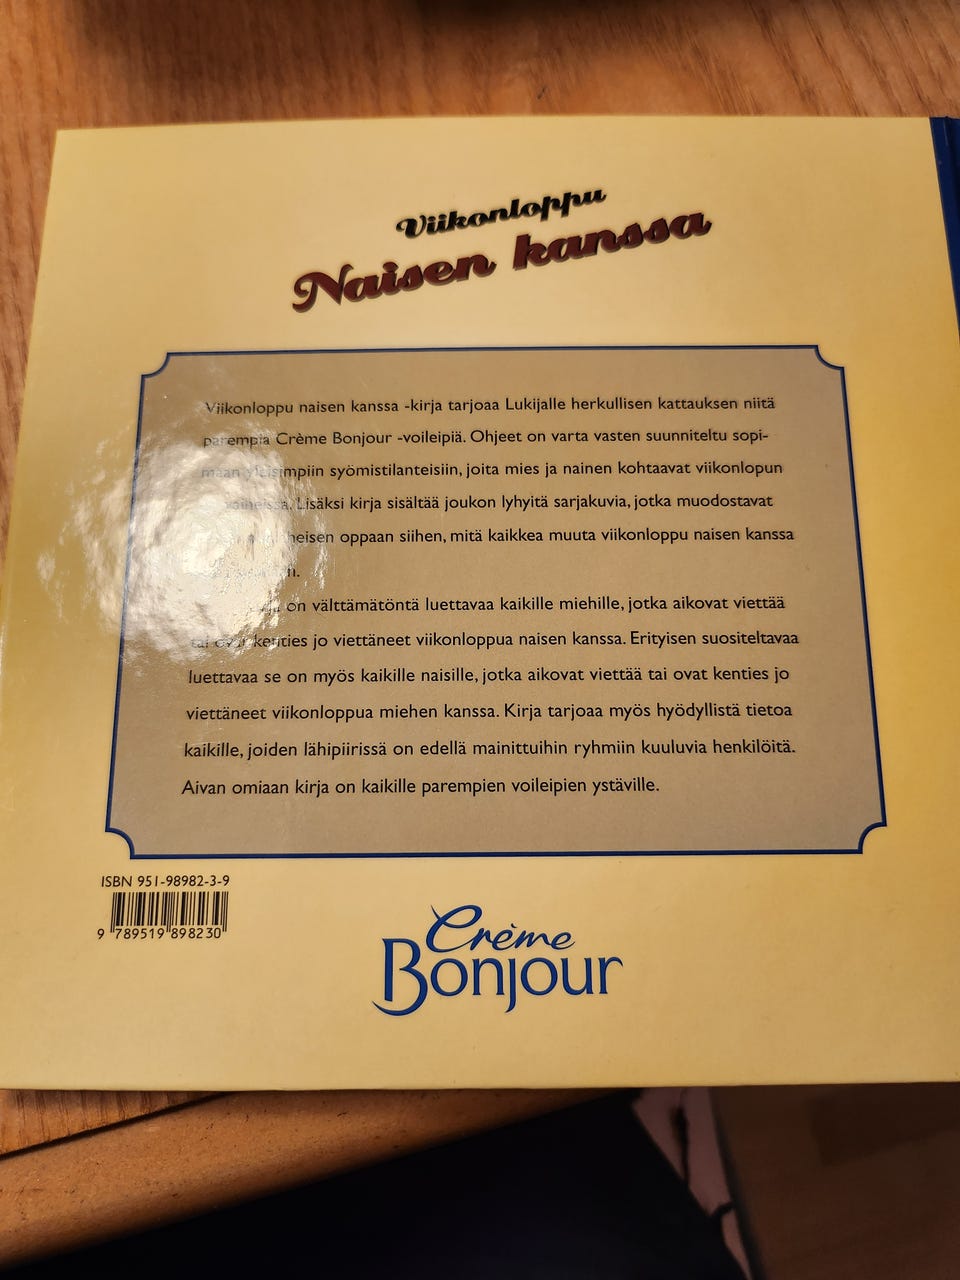 Viikonloppu
Naisen kanssa
Viikonloppu naisen kanssa -kirja tarjoaa Lukijalle herkullisen kattauksen niitä
parempia Crème Bonjour -voileipiä. Ohjeet on varta vasten suunniteltu sopi-
maan yleisimpiin syömistilanteisiin, joita mies ja nainen kohtaavat viikonlopun
Lisäksi kirja sisältää joukon lyhyitä sarjakuvia, jotka muodostavat
oppaan siihen, mitä kaikkea muuta viikonloppu naisen kanssa
on välttämätöntä luettavaa kaikille miehille, jotka aikovat viettää
tai ovat kenties jo viettäneet viikonloppua naisen kanssa. Erityisen suositeltavaa
luettavaa se on myös kaikille naisille, jotka aikovat viettää tai ovat kenties jo
viettäneet viikonloppua miehen kanssa. Kirja tarjoaa myös hyödyllistä tietoa
kaikille, joiden lähipiirissä on edellä mainittuihin ryhmiin kuuluvia henkilöitä.
Aivan omiaan kirja on kaikille parempien voileipien ystäville.
ISBN 951-98982-3-9
9 789519 898230
Crème
Bonjour